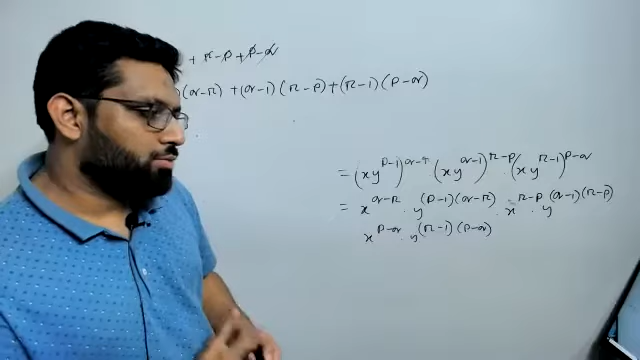 + r-p + p-q
(q-r) + (q-1) (r-p) + (r-1) (p-q)
= (xy^{p-1})^{q-r} (xy^{q-1})^{r-p} . (xy^{r-1})^{p-q}
= x^{q-r} . y^{(p-1)(q-r)} . x^{r-p} . y^{(q-1)(r-p)}
x^{p-q} . y^{(r-1)(p-q)}